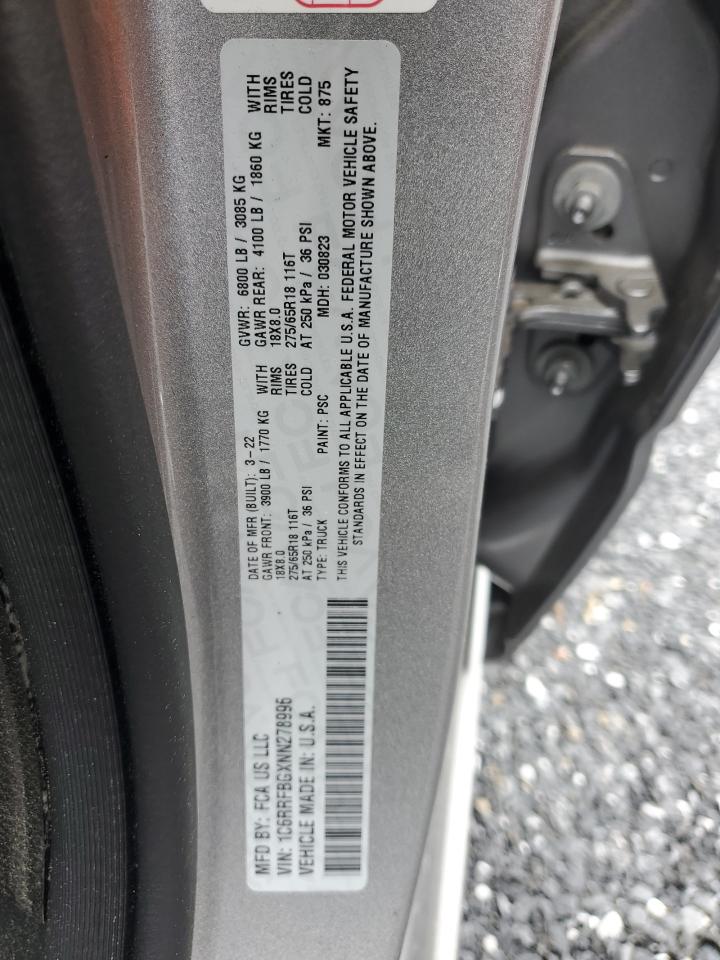 MFD BY: FCA US LLC
DATE OF MFR (BUILT): 3-22
GVWR: 6800 LB / 3085 KG
VIN: 1C6RRFBGXNN278996
GAWR FRONT: 3900 LB / 1770 KG WITH
GAWR REAR: 4100 LB / 1860 KG WITH
18X8.0 RIMS
18X8.0 RIMS
275/65R18 116T TIRES
275/65R18 116T TIRES
VEHICLE MADE IN: U.S.A.
AT 250 kPa / 36 PSI COLD
AT 250 kPa / 36 PSI COLD
TYPE: TRUCK PAINT: PSC MDH: 030823 MKT: 875
THIS VEHICLE CONFORMS TO ALL APPLICABLE U.S.A. FEDERAL MOTOR VEHICLE SAFETY
STANDARDS IN EFFECT ON THE DATE OF MANUFACTURE SHOWN ABOVE.